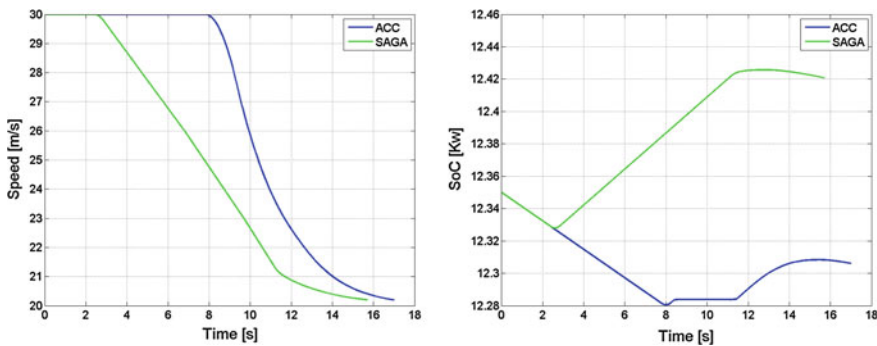 30
29
28
27
26
25
24
23
22
21
20
0 2 4 6 8 10 12 14 16 18
Speed [m/s]
Time [s]
ACC
SAGA
12.46
12.44
12.42
12.4
12.38
12.36
12.34
12.32
12.3
12.28
0 2 4 6 8 10 12 14 16 18
SoC [Kw]
Time [s]
ACC
SAGA